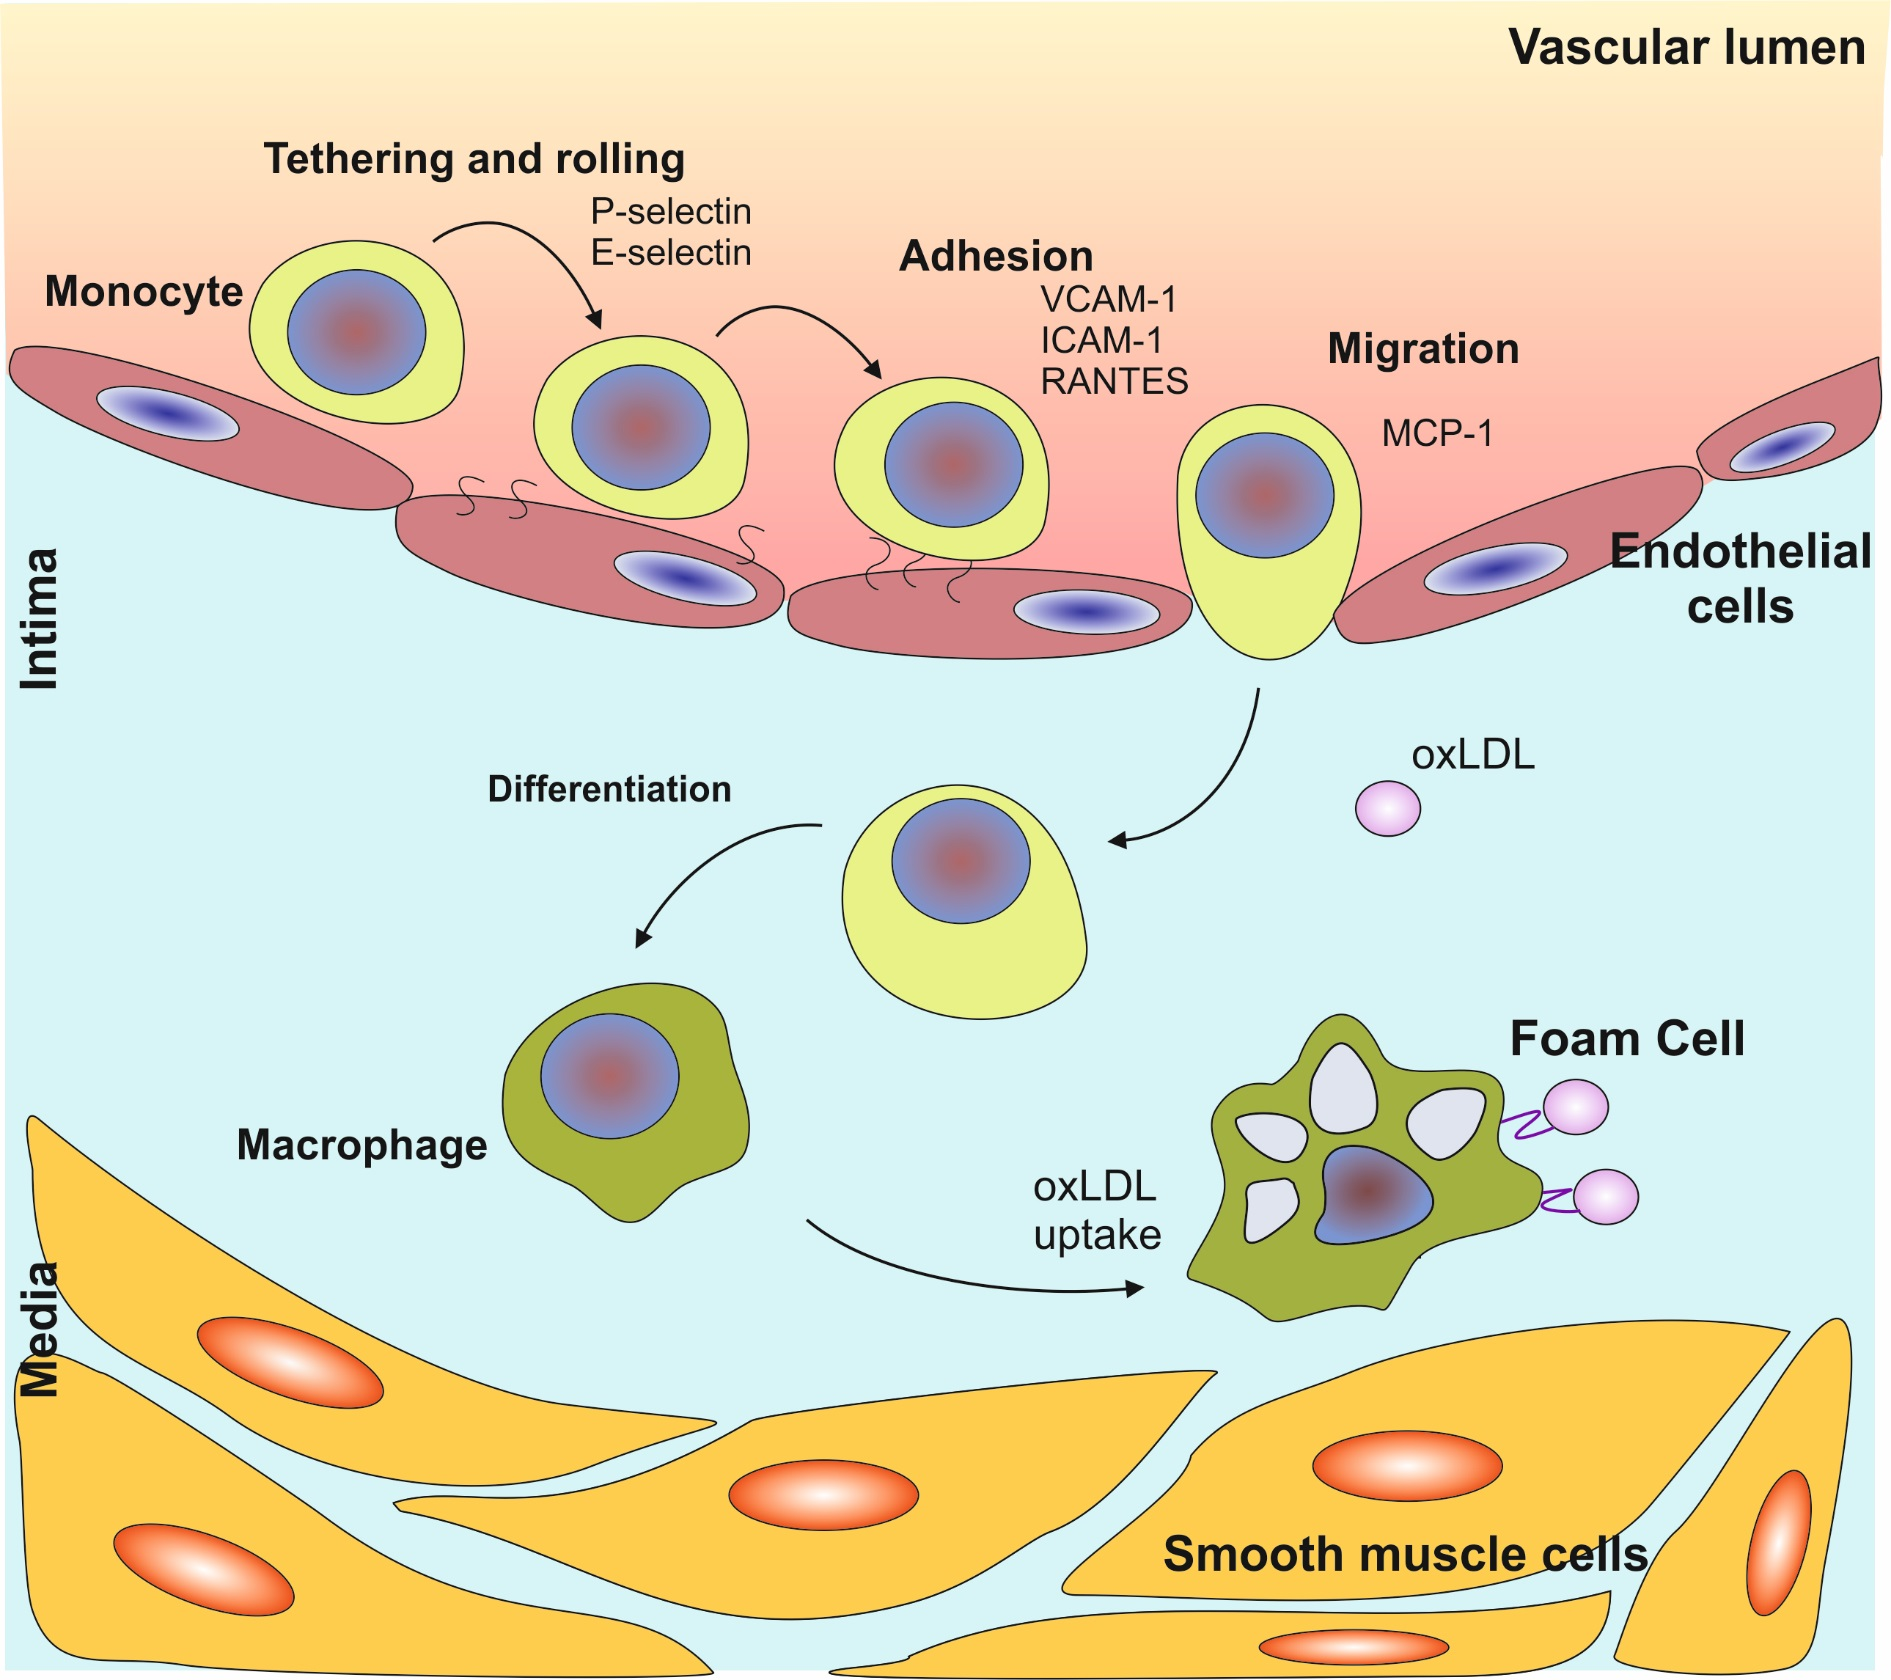 Vascular lumen
Tethering and rolling
P-selectin
E-selectin
Monocyte
Adhesion
VCAM-1
ICAM-1
RANTES
Migration
MCP-1
Endothelial
cells
Intima
oxLDL
Differentiation
Foam Cell
Macrophage
oxLDL
uptake
Media
Smooth muscle cells